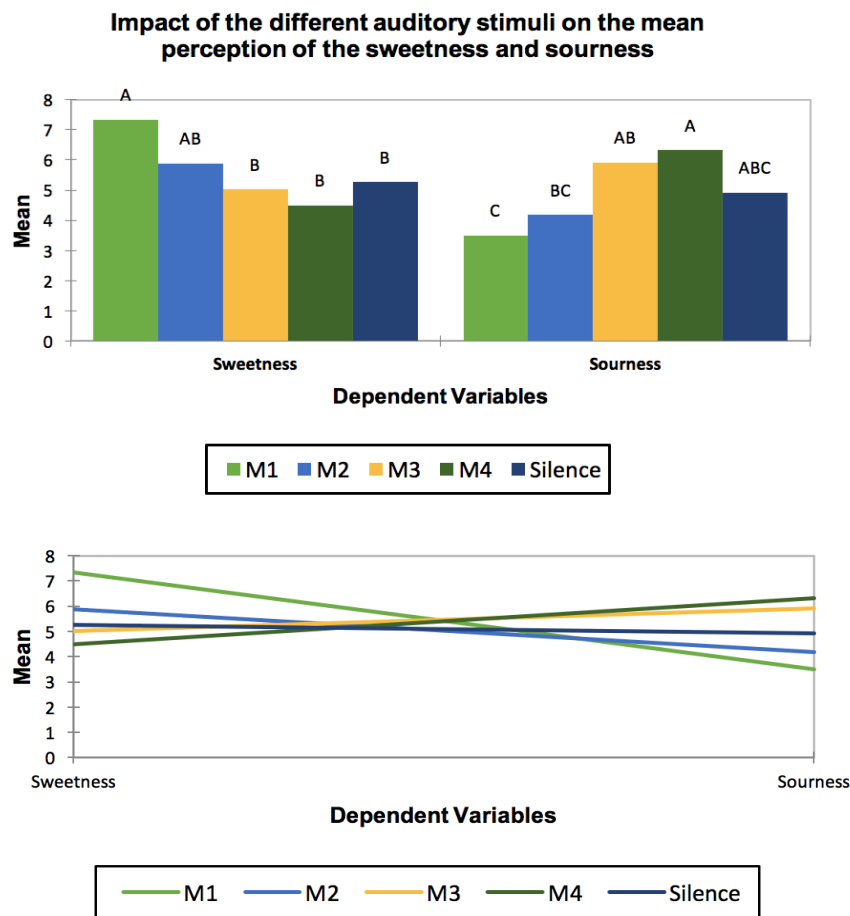 Impact of the different auditory stimuli on the mean
perception of the sweetness and sourness
A
8
AB
AB
A
7
B
B
B
ABC
6
BC
C
5
4
3
2
1
0
Mean
Sweetness Sourness
Dependent Variables
M1 M2 M3 M4 Silence
8
7
6
5
4
3
2
1
0
Mean
Sweetness Sourness
Dependent Variables
M1 M2 M3 M4 Silence